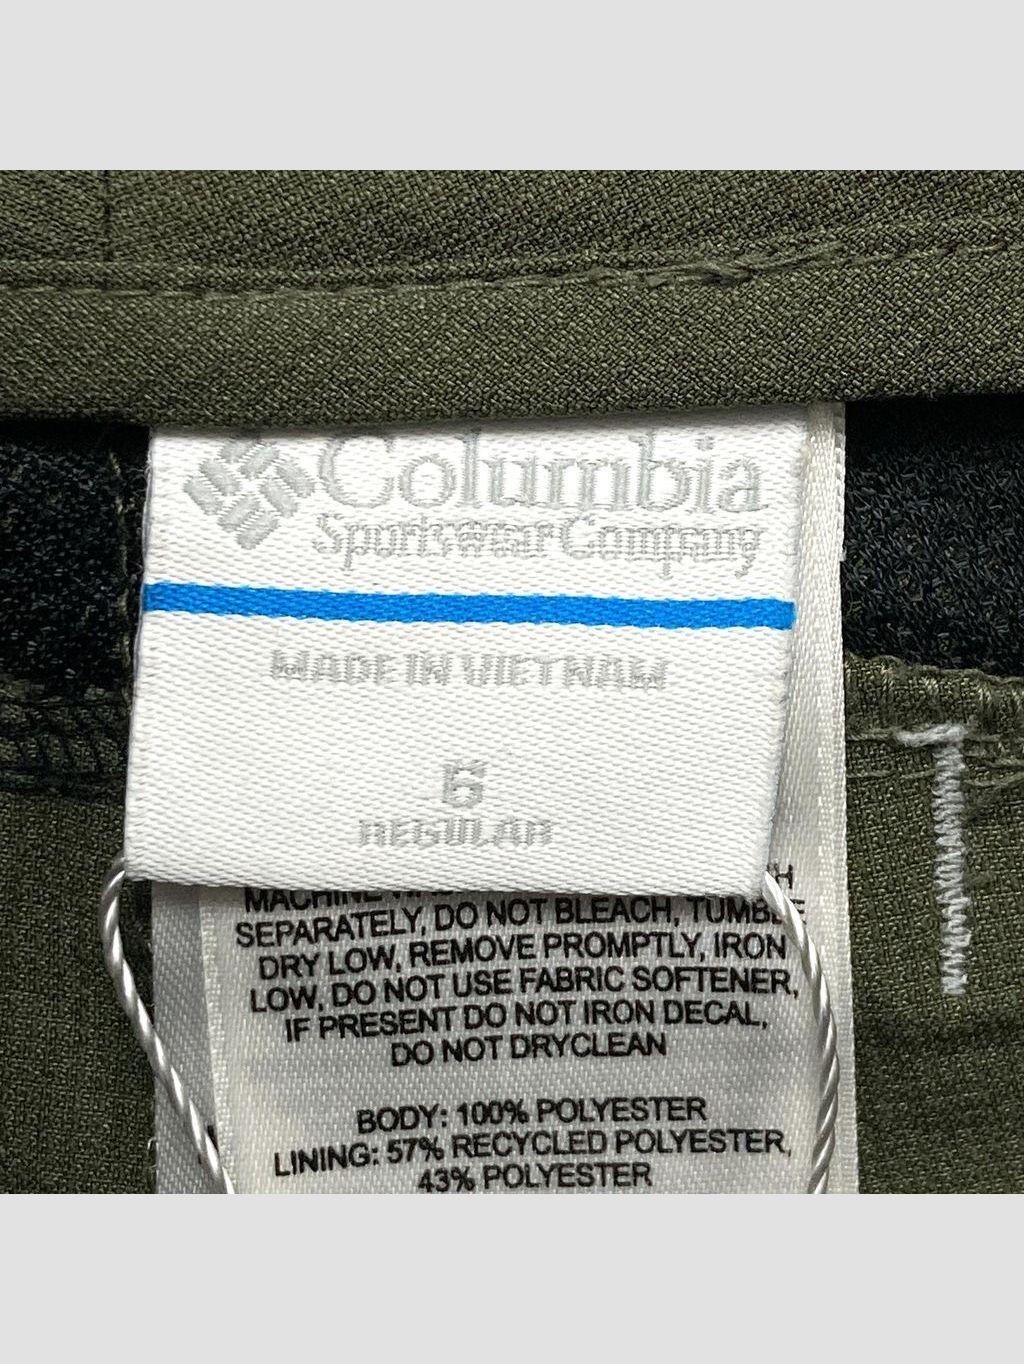 Columbia
Sportswear Company
MADE IN VIETNAM
6
REGULAR
MACHINE
SEPARATELY, DO NOT BLEACH, TUMBLE
DRY LOW, REMOVE PROMPTLY, IRON
LOW, DO NOT USE FABRIC SOFTENER,
IF PRESENT DO NOT IRON DECAL,
DO NOT DRYCLEAN
BODY: 100% POLYESTER
LINING: 57% RECYCLED POLYESTER,
43% POLYESTER